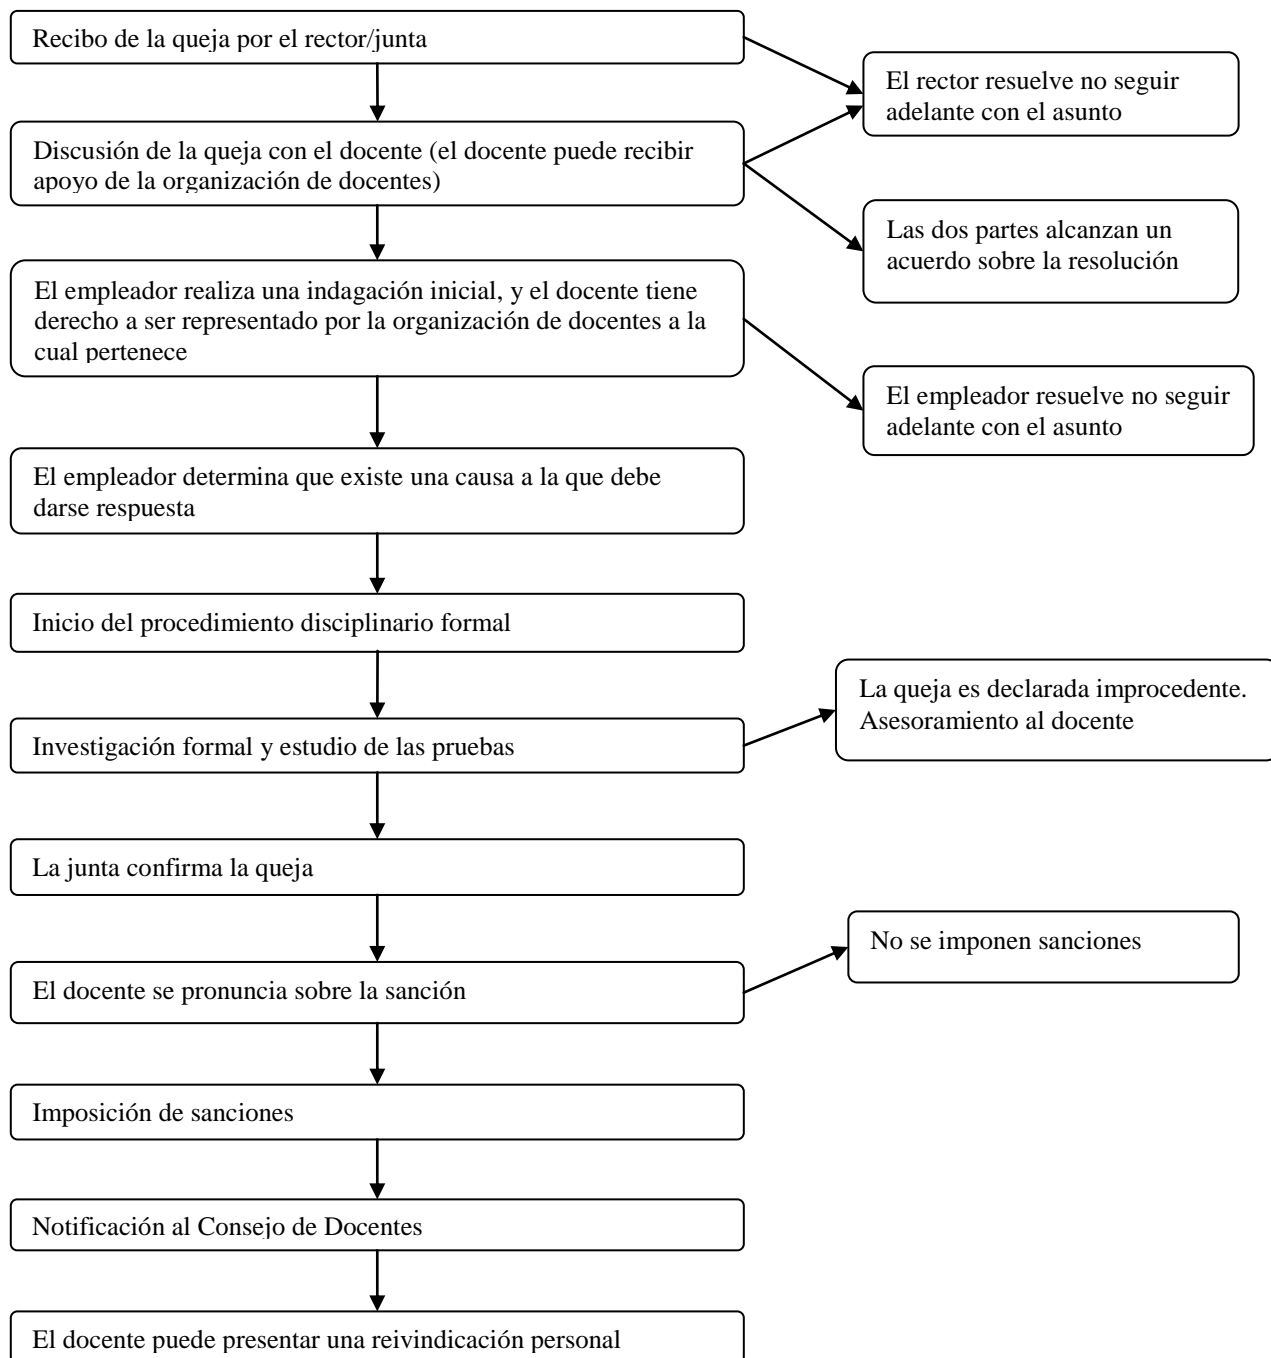 Recibo de la queja por el rector/junta
El rector resuelve no seguir
adelante con el asunto
Discusión de la queja con el docente (el docente puede recibir
apoyo de la organización de docentes)
Las dos partes alcanzan un
acuerdo sobre la resolución
El empleador realiza una indagación inicial, y el docente tiene
derecho a ser representado por la organización de docentes a la
cual pertenece
El empleador resuelve no seguir
adelante con el asunto
El empleador determina que existe una causa a la que debe
darse respuesta
Inicio del procedimiento disciplinario formal
La queja es declarada improcedente.
Asesoramiento al docente
Investigación formal y estudio de las pruebas
La junta confirma la queja
No se imponen sanciones
El docente se pronuncia sobre la sanción
Imposición de sanciones
Notificación al Consejo de Docentes
El docente puede presentar una reivindicación personal